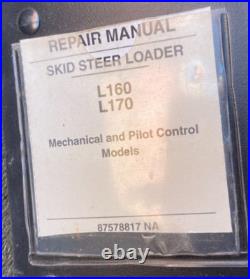 REPAIR MANUAL
SKID STEER LOADER
L160
L170
Mechanical and Pilot Control
Models
87578817 NA